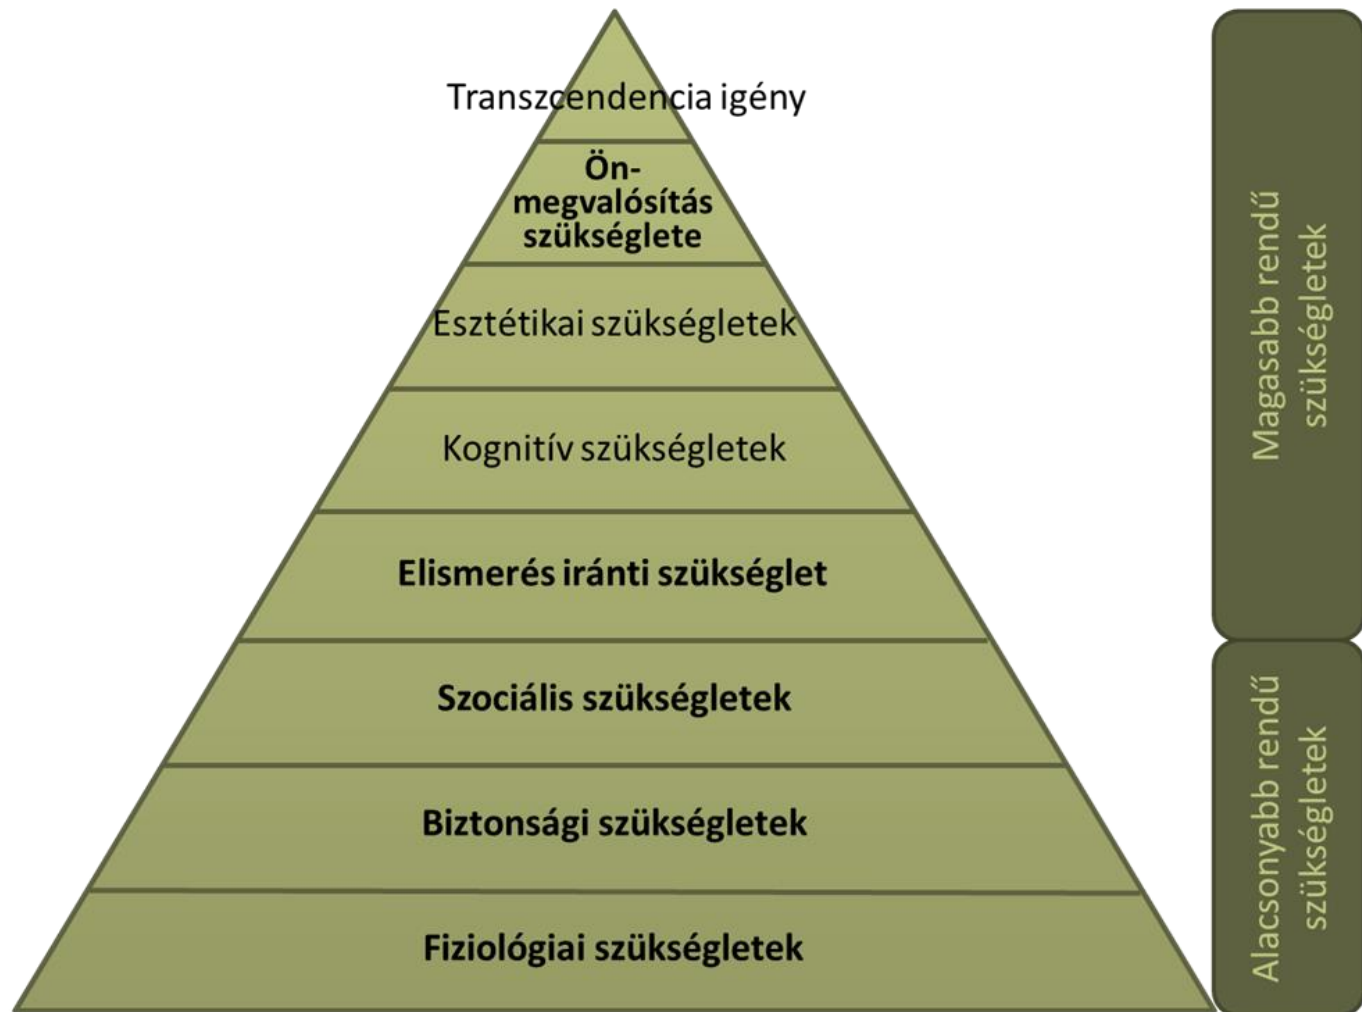 Transzcendencia igény
Ön-
megvalósítás
szükséglete
Esztétikai szükségletek
Kognitív szükségletek
Elismerés iránti szükséglet
Szociális szükségletek
Biztonsági szükségletek
Fiziológiai szükségletek
Magasabb rendű
szükségletek
Alacsonyabb rendű
szükségletek